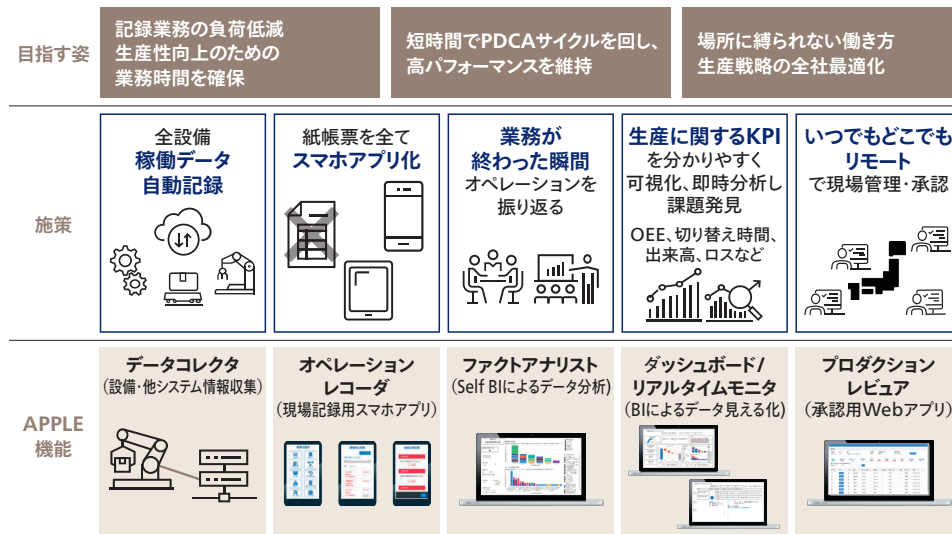 目指す姿
記録業務の負荷低減
生産性向上のための
業務時間を確保
短時間でPDCAサイクルを回し、
高パフォーマンスを維持
場所に縛られない働き方
生産戦略の全社最適化
施策
全設備
稼働データ
自動記録
紙帳票を全て
スマホアプリ化
業務が
終わった瞬間
オペレーションを
振り返る
生産に関するKPI
を分かりやすく
可視化、即時分析し
課題発見
OEE、切り替え時間、
出来高、ロスなど
いつでもどこでも
リモート
で現場管理・承認
APPLE
機能
データコレクタ
(設備・他システム情報収集)
オペレーション
レコーダ
(現場記録用スマホアプリ)
ファクトアナリスト
(Self BIによるデータ分析)
ダッシュボード/
リアルタイムモニタ
(BIによるデータ見える化)
プロダクション
レビュア
(承認用Webアプリ)